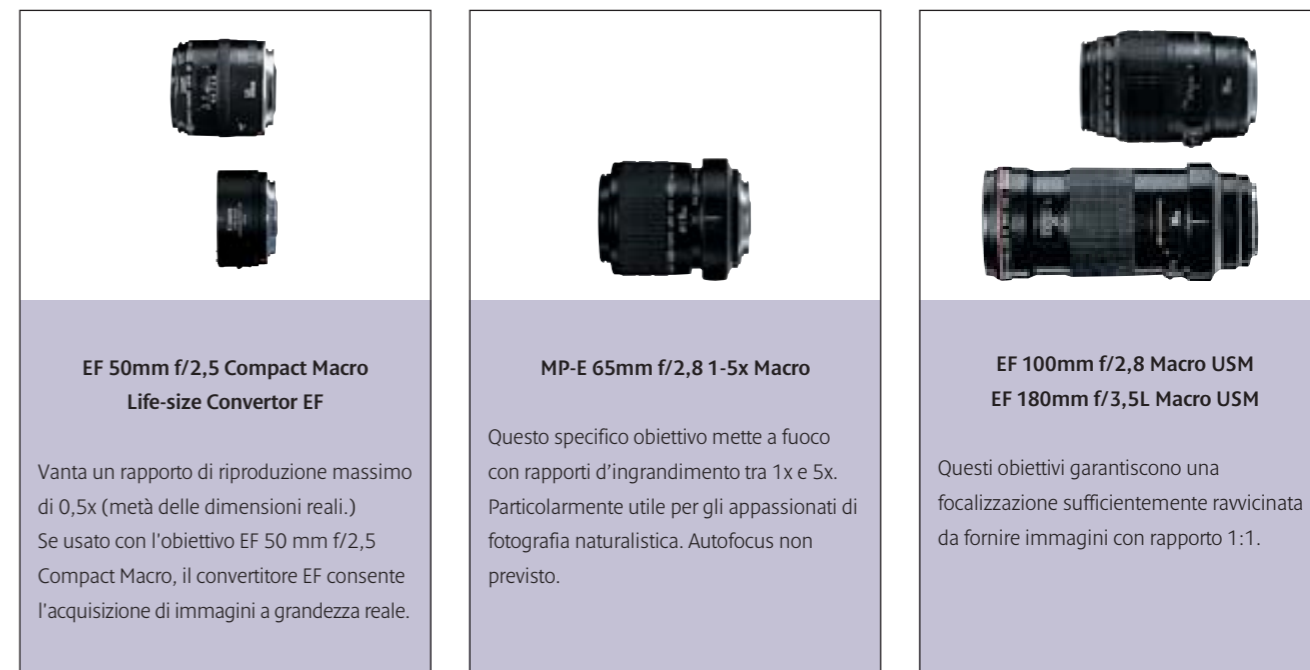 EF 50mm f/2,5 Compact Macro
Life-size Convertor EF
Vanta un rapporto di riproduzione massimo
di 0,5x (metà delle dimensioni reali.)
Se usato con l'obiettivo EF 50 mm f/2,5
Compact Macro, il convertitore EF consente
l'acquisizione di immagini a grandezza reale.
MP-E 65mm f/2,8 1-5x Macro
Questo specifico obiettivo mette a fuoco
con rapporti d'ingrandimento tra 1x e 5x.
Particolarmente utile per gli appassionati di
fotografia naturalistica. Autofocus non
previsto.
EF 100mm f/2,8 Macro USM
EF 180mm f/3,5L Macro USM
Questi obiettivi garantiscono una
focalizzazione sufficientemente ravvicinata
da fornire immagini con rapporto 1:1.